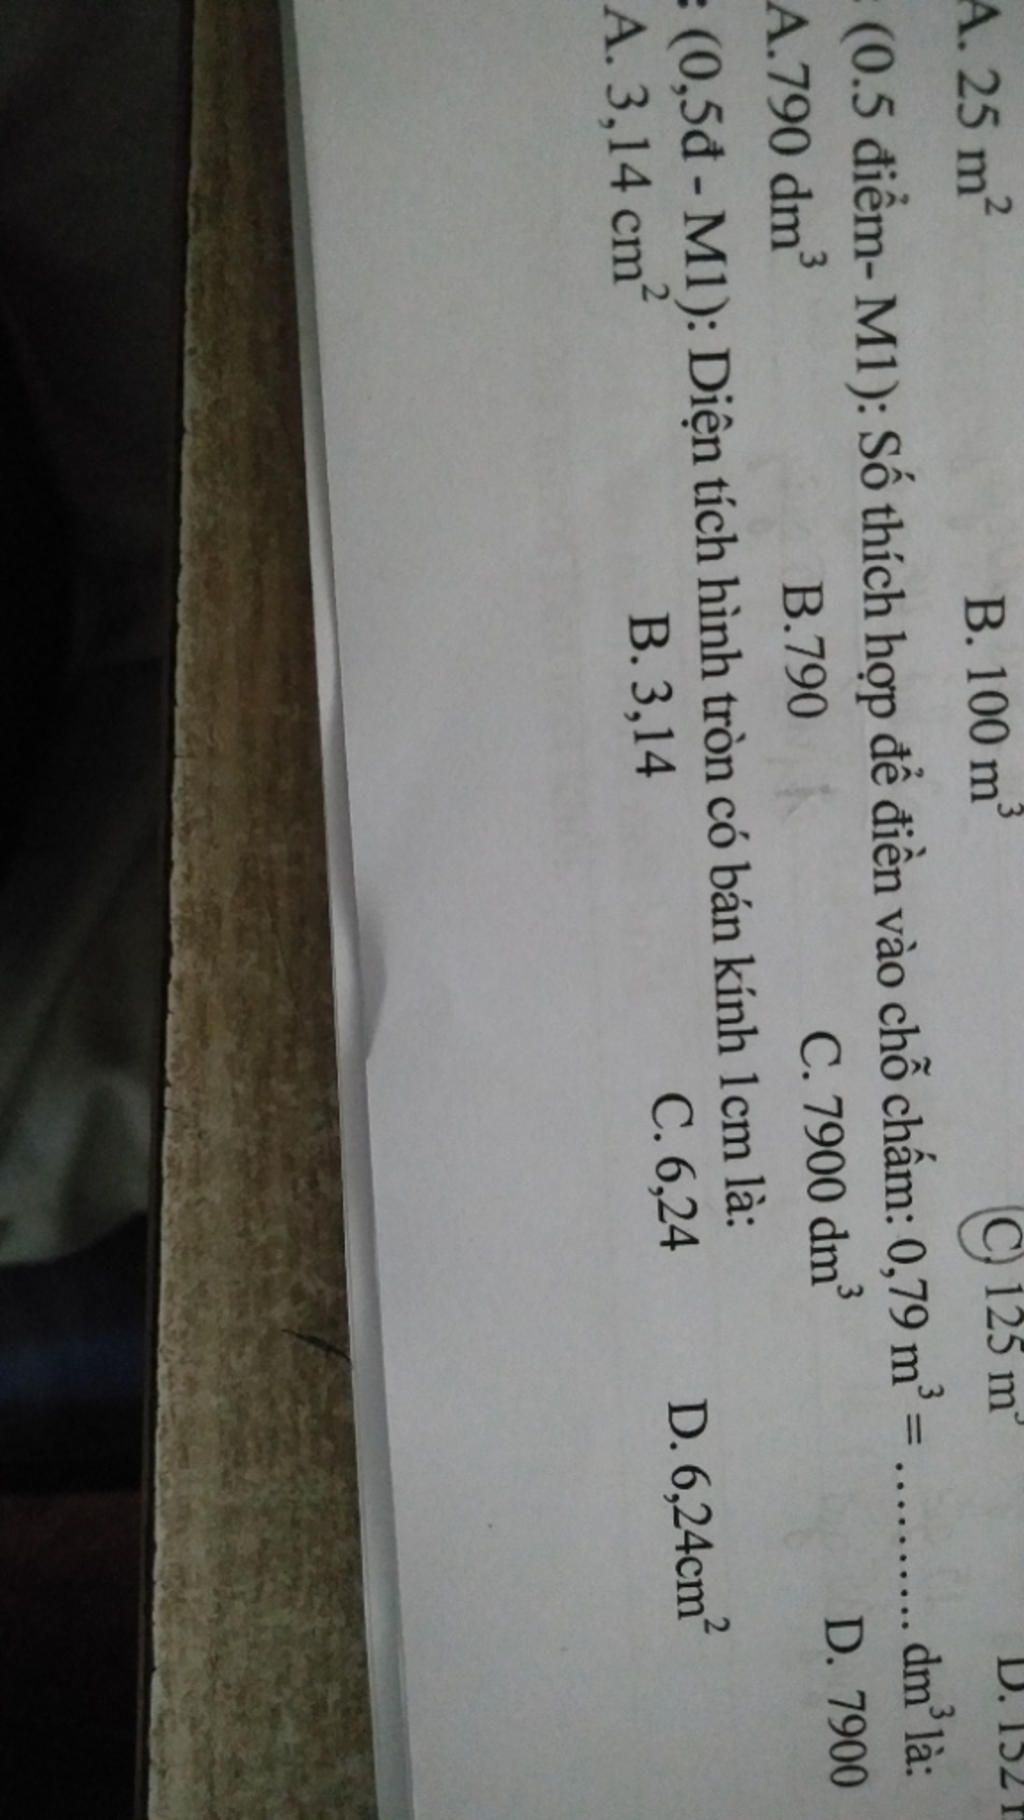 A. 25 m² B. 100 m³ C. 125 m³
: (0.5 điểm- M1): Số thích hợp để điền vào chỗ chấm: 0,79 m³ = ........... dm³ là:
A.790 dm³ B.790 C. 7900 dm³ D. 7900
: (0,5đ - M1): Diện tích hình tròn có bán kính 1cm là:
A. 3,14 cm² B. 3,14 C. 6,24 D. 6,24cm²